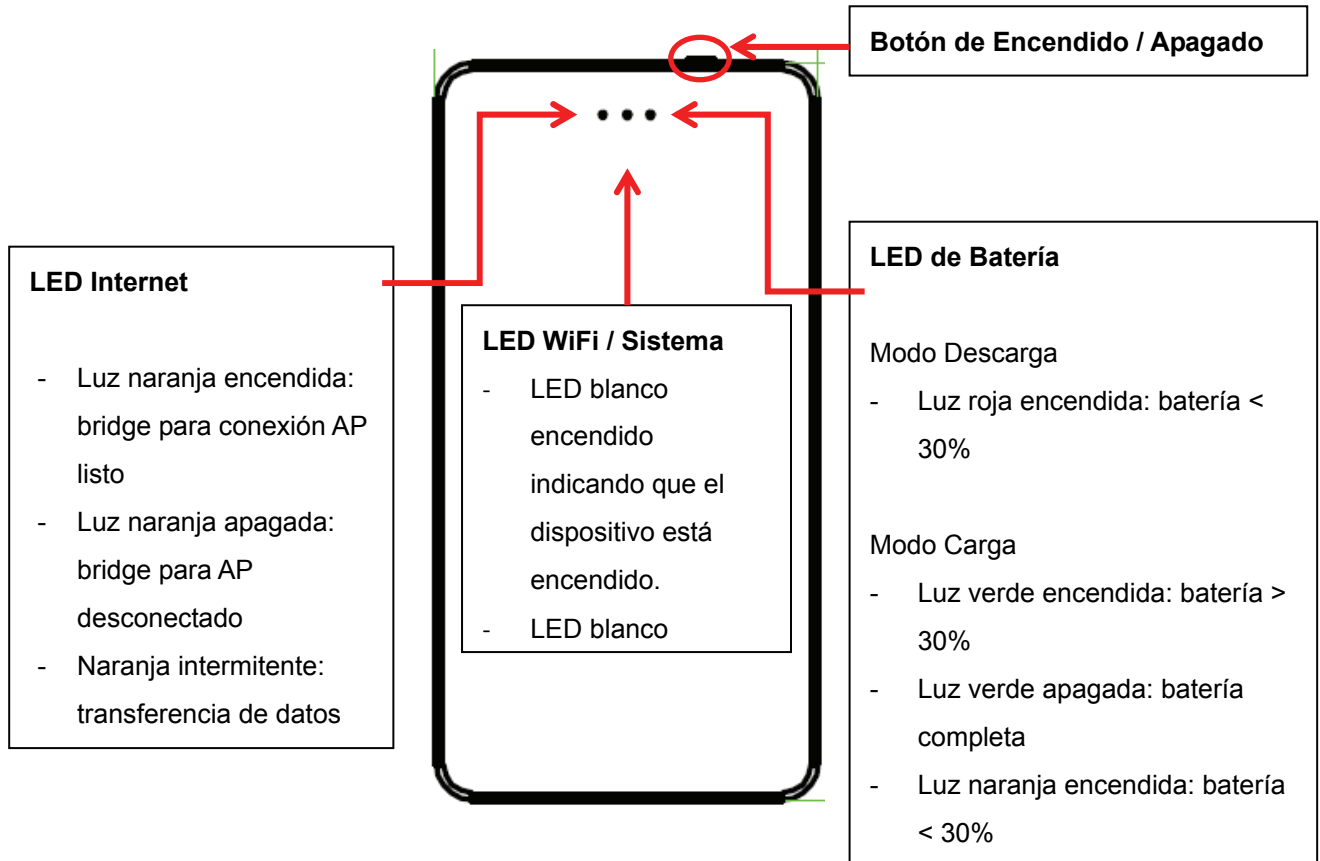 Botón de Encendido / Apagado
LED Internet
- Luz naranja encendida:
bridge para conexión AP
listo
- Luz naranja apagada:
bridge para AP
desconectado
- Naranja intermitente:
transferencia de datos
LED WiFi / Sistema
- LED blanco
encendido
indicando que el
dispositivo está
encendido.
- LED blanco
LED de Batería
Modo Descarga
- Luz roja encendida: batería <
30%
Modo Carga
- Luz verde encendida: batería >
30%
- Luz verde apagada: batería
completa
- Luz naranja encendida: batería
< 30%